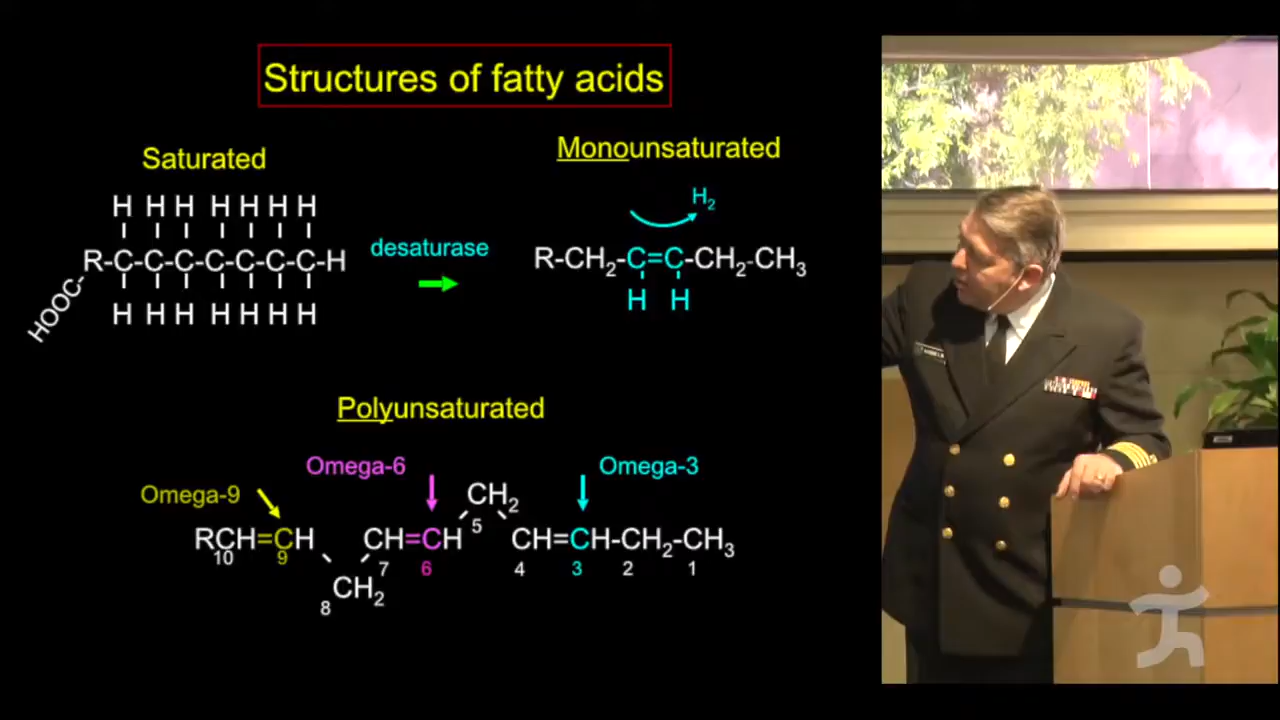 Structures of fatty acids
Saturated
H H H H H H H
R-C-C-C-C-C-C-C-H
HOOC-
H H H H H H H
desaturase
Monounsaturated
H₂
R-CH₂-C=C-CH₂-CH₃
H H
Polyunsaturated
Omega-9
Omega-6
Omega-3
RCH=CH CH₂ CH=CH CH₂ CH=CH-CH₂-CH₃
10 9 8 7 6 5 4 3 2 1